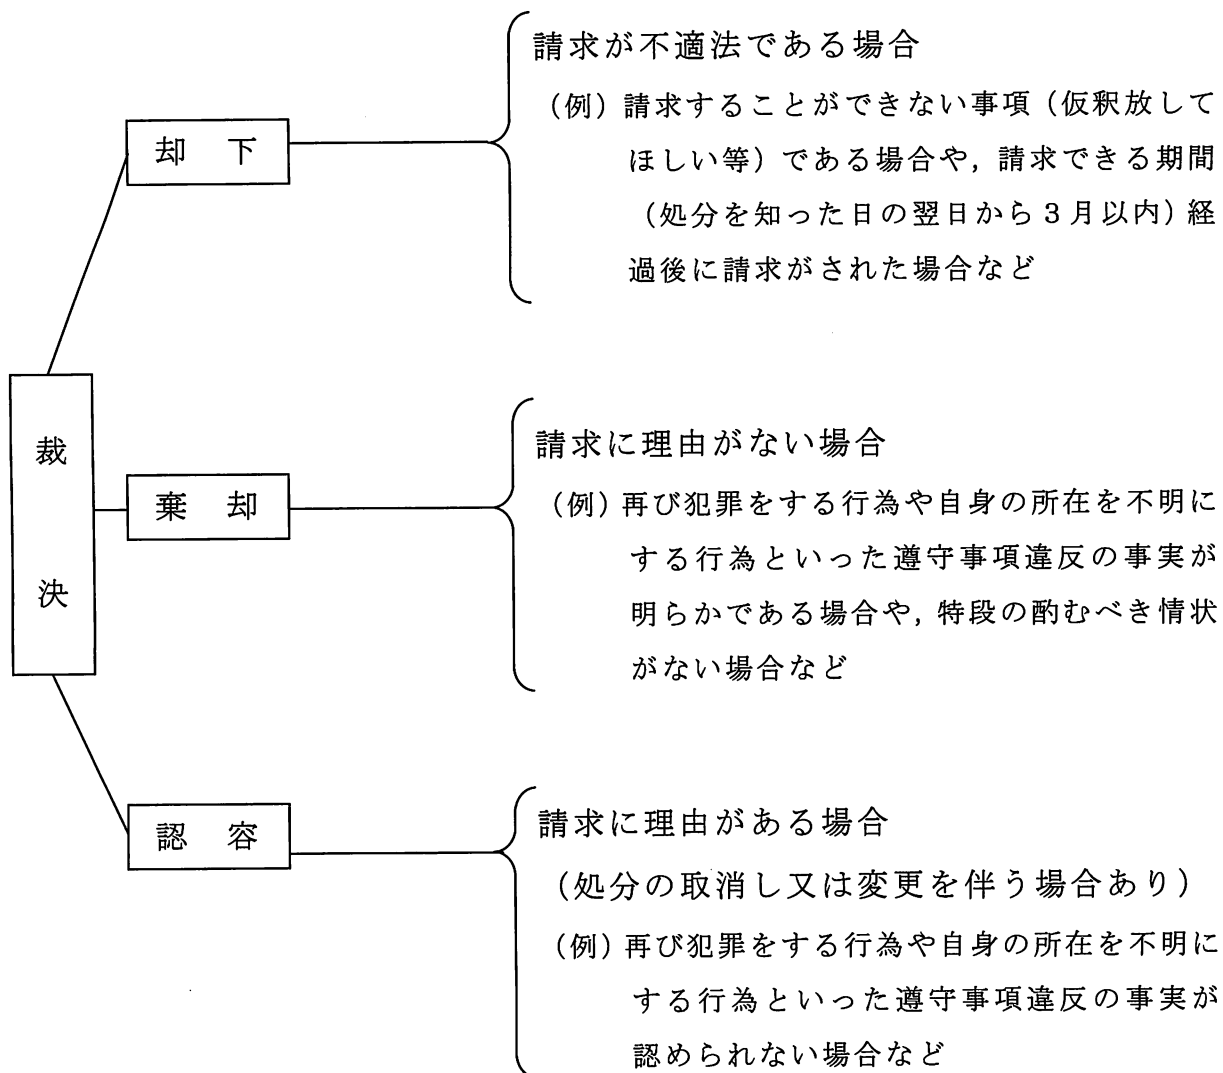 請求が不適法である場合
（例）請求することができない事項（仮釈放して
ほしい等）である場合や，請求できる期間
（処分を知った日の翌日から３月以内）経
過後に請求がされた場合など
却　下
裁
決
請求に理由がない場合
（例）再び犯罪をする行為や自身の所在を不明に
する行為といった遵守事項違反の事実が
明らかである場合や，特段の酌むべき情状
がない場合など
棄　却
請求に理由がある場合
（処分の取消し又は変更を伴う場合あり）
（例）再び犯罪をする行為や自身の所在を不明に
する行為といった遵守事項違反の事実が
認められない場合など
認　容